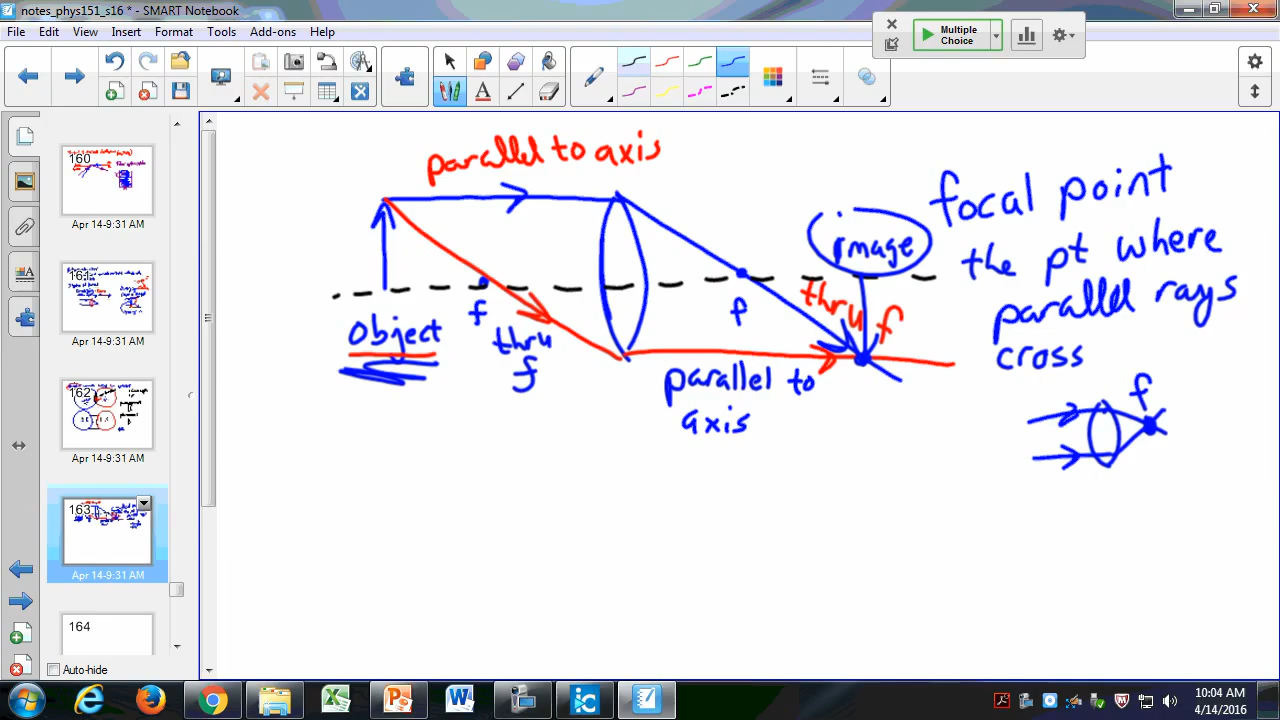 notes_phys151_s16 * - SMART Notebook
File Edit View Insert Format Tools Add-ons Help
Multiple
Choice
160
Apr 14-9:31 AM
161
Apr 14-9:31 AM
162
Apr 14-9:31 AM
163
Apr 14-9:31 AM
164
Auto-hide
parallel to axis
object
f
thru
f
f
parallel to
axis
image
thru f
focal point
the pt where
parallel rays
cross
f
10:04 AM
4/14/2016